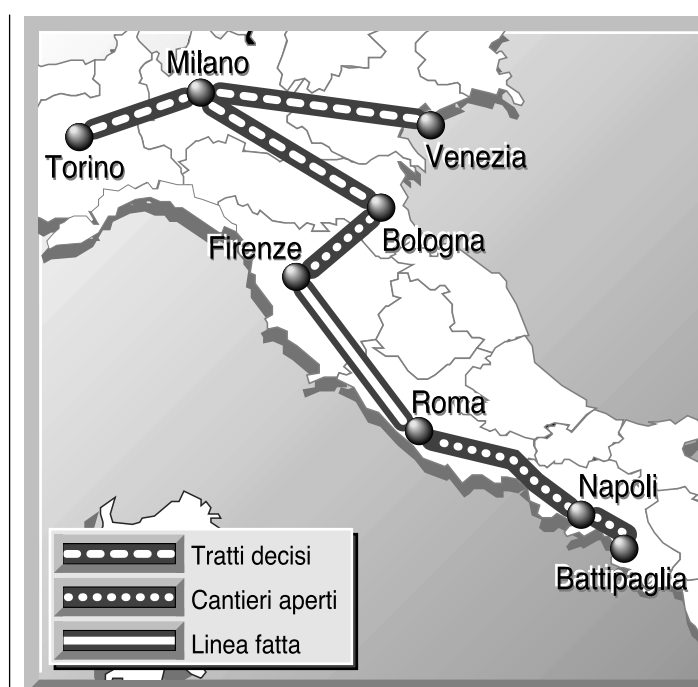 Milano
Torino
Venezia
Firenze
Bologna
Roma
Napoli
Battipaglia
Tratti decisi
Cantieri aperti
Linea fatta